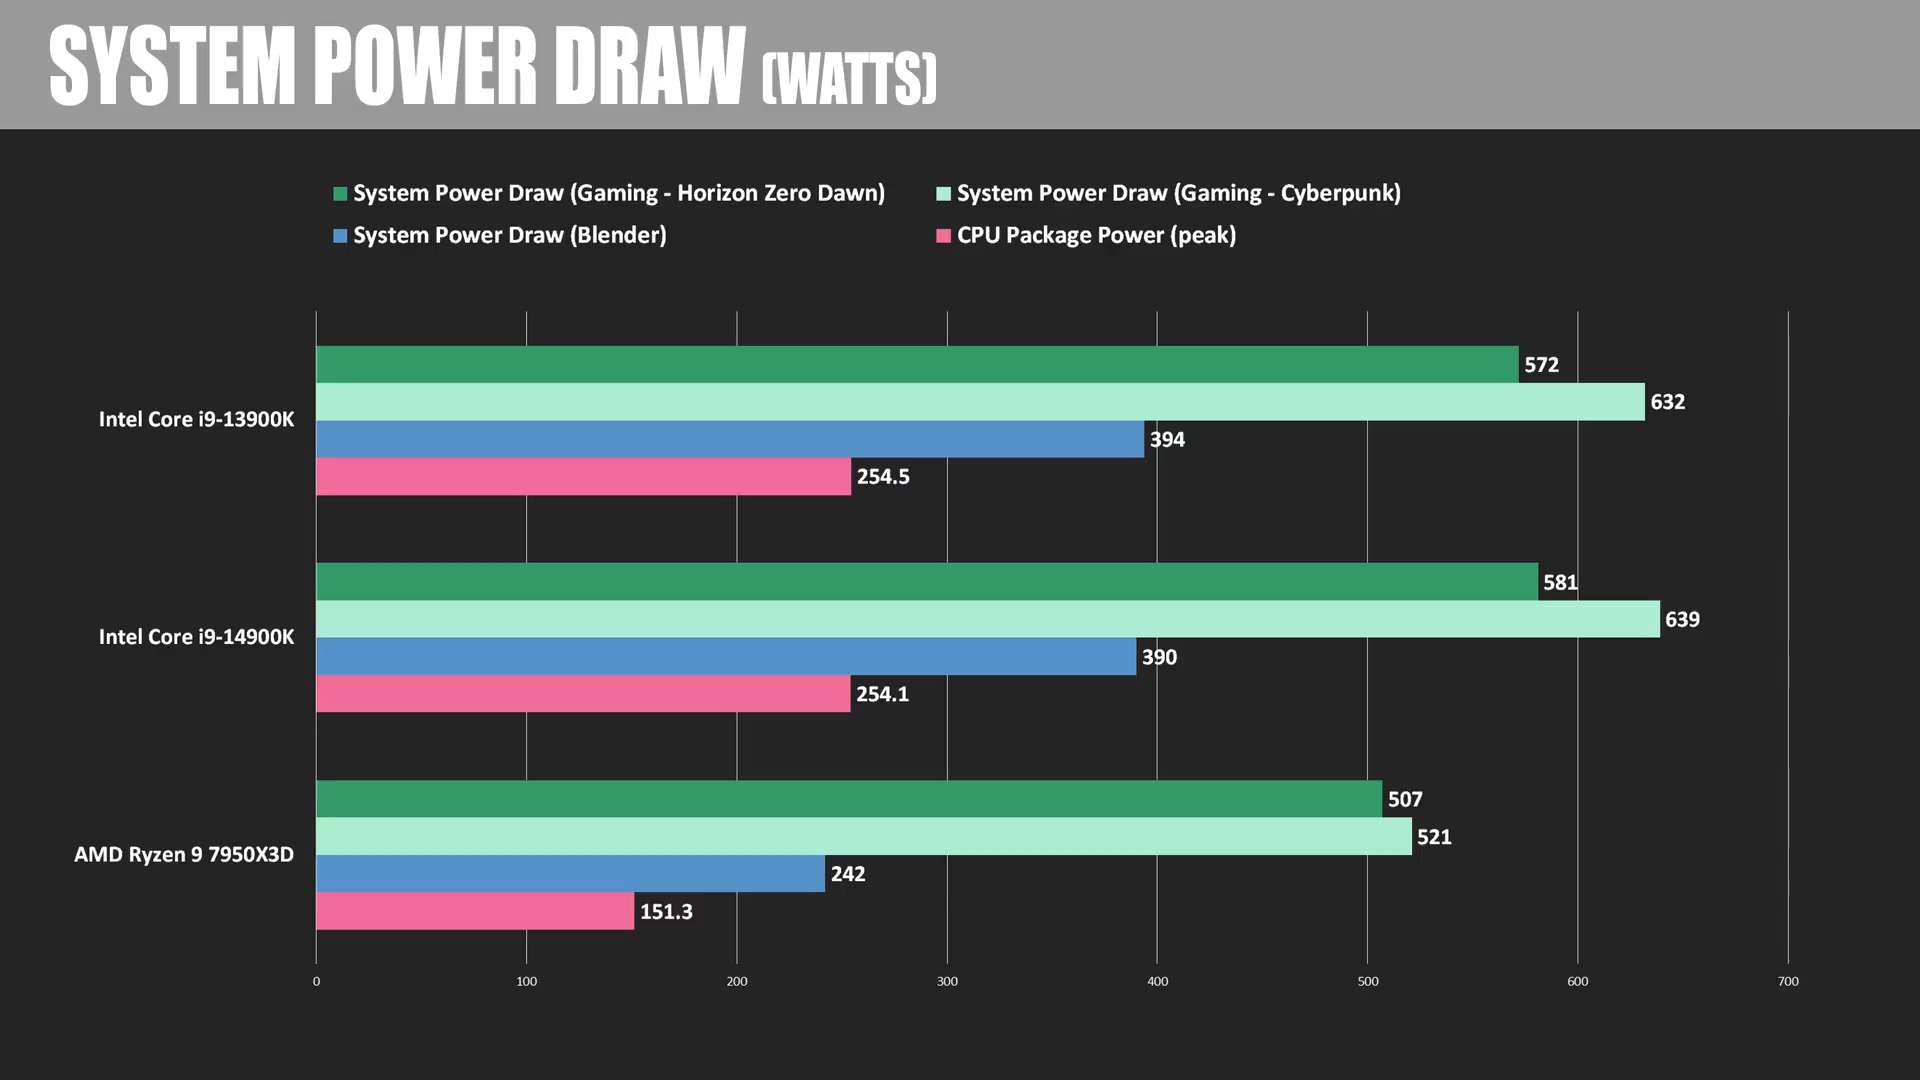 SYSTEM POWER DRAW (WATTS)
System Power Draw (Gaming - Horizon Zero Dawn)
System Power Draw (Gaming - Cyberpunk)
System Power Draw (Blender)
CPU Package Power (peak)
Intel Core i9-13900K
572
632
394
254.5
Intel Core i9-14900K
581
639
390
254.1
AMD Ryzen 9 7950X3D
507
521
242
151.3
0 100 200 300 400 500 600 700